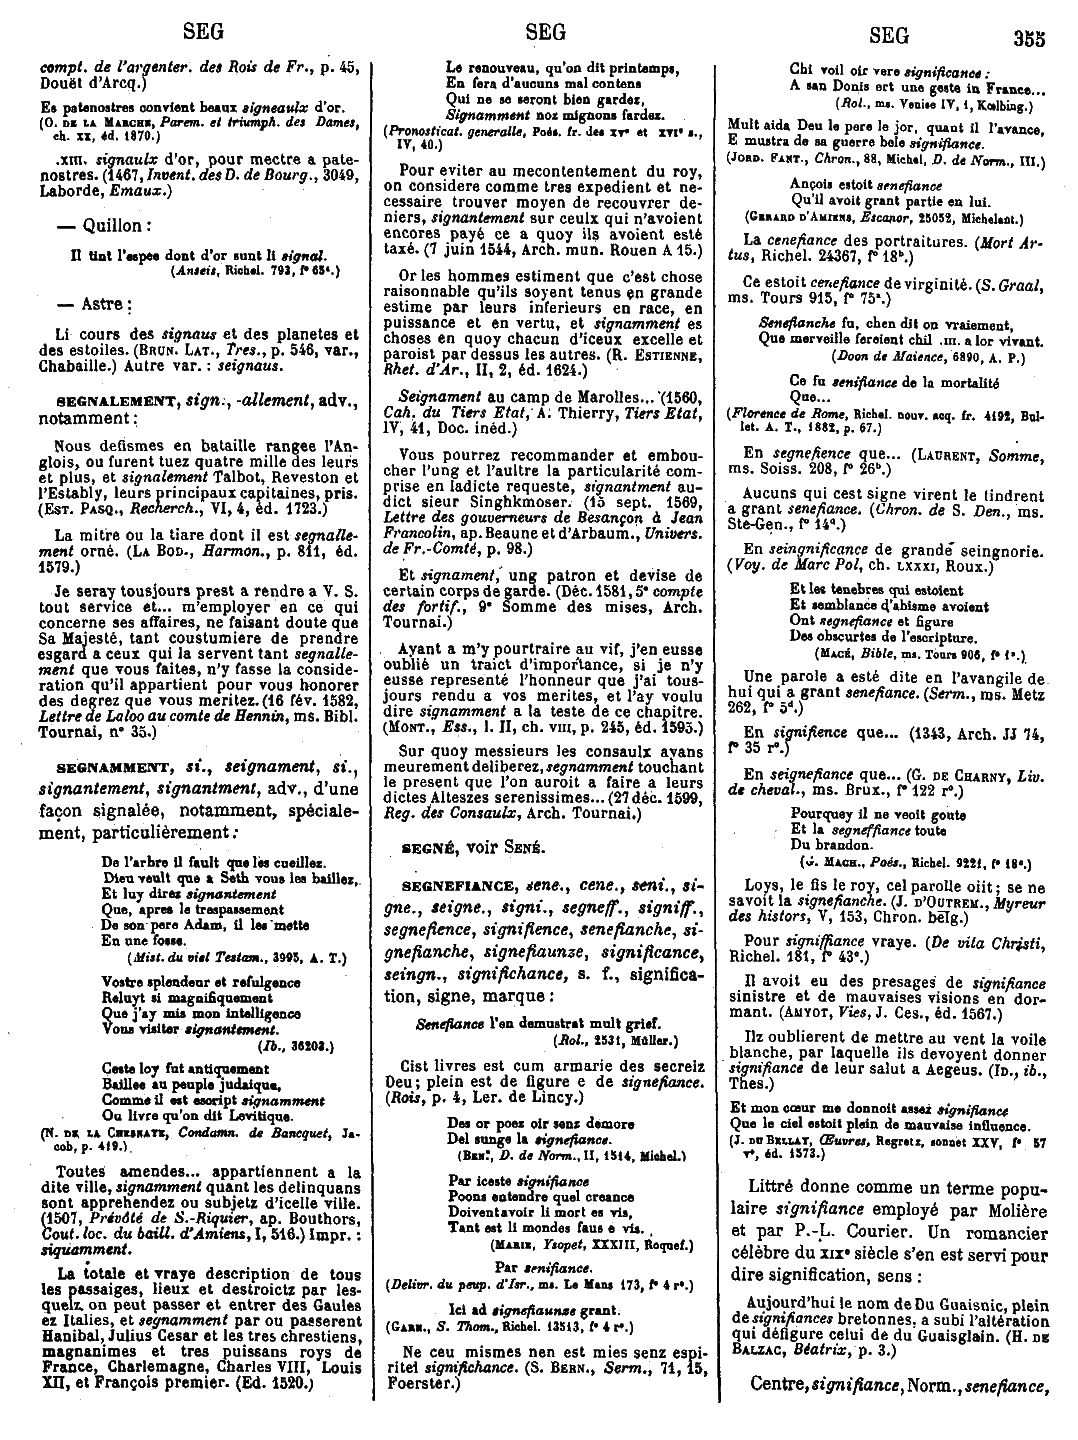 SEG
SEG
SEG
355
compt. de l'argenter. des Rois de Fr., p. 45,
Douët d'Arcq.)
Es patenostres convient beaux signeaulx d'or.
(O. DE LA MARCHE, Parem. et triumph. des Dames,
ch. XX, éd. 1870.)
.XIII. signaulx d'or, pour mectre a pate-
nostres. (1467, Invent. des D. de Bourg., 3049,
Laborde, Emaux.)
— Quillon :
Il tint l'espee dont d'or sunt li signal.
(Anseis, Richel. 793, f° 65ᵃ.)
— Astre :
Li cours des signaus et des planetes et
des estoiles. (BRUN. LAT., Tres., p. 546, var.,
Chabaille.) Autre var. : seignaus.
SEGNALEMENT, sign., -allement, adv.,
notamment :
Nous defismes en bataille rangee l'An-
glois, ou furent tuez quatre mille des leurs
et plus, et signalement Talbot, Reveston et
l'Estably, leurs principaux capitaines, pris.
(EST. PASQ., Recherch., VI, 4, éd. 1723.)
La mitre ou la tiare dont il est segnalle-
ment orné. (LA BOD., Harmon., p. 811, éd.
1579.)
Je seray tousjours prest a rendre a V. S.
tout service et... m'employer en ce qui
concerne ses affaires, ne faisant doute que
Sa Majesté, tant coustumiere de prendre
esgard a ceux qui la servent tant segnalle-
ment que vous faites, n'y fasse la conside-
ration qu'il appartient pour vous honorer
des degrez que vous meritez. (16 fév. 1582,
Lettre de Laloo au comte de Hennin, ms. Bibl.
Tournai, n° 35.)
SEGNAMMENT, si., seignament, si.,
signantement, signantment, adv., d'une
façon signalée, notamment, spéciale-
ment, particulièrement :
De l'arbre il fault que les cueillez.
Dieu veult que a Seth vous les baillez,
Et luy direz signantement
Que, apres le trespassement
De son pere Adam, il les mette
En une fosse.
(Mist. du viel Testam., 3995, A. T.)
Vostre splendeur et refulgence
Reluyt si magnifiquement
Que j'ay mis mon intelligence
Vous visiter signantement.
(Ib., 36203.)
Ceste loy fut antiquement
Baillee au peuple judaique,
Comme il est escript signamment
Ou livre qu'on dit Levitique.
(N. DE LA CHESNAYE, Condamn. de Bancquet, Ja-
cob, p. 419.)
Toutes amendes... appartiennent a la
dite ville, signamment quant les delinquans
sont apprehendez ou subjetz d'icelle ville.
(1507, Prévôté de S.-Riquier, ap. Bouthors,
Cout. loc. du baill. d'Amiens, I, 516.) Impr. :
siquamment.
La totale et vraye description de tous
les passaiges, lieux et destroictz par les-
quelz on peut passer et entrer des Gaules
ez Italies, et segnamment par ou passerent
Hanibal, Julius Cesar et les tres chrestiens,
magnanimes et tres puissans roys de
France, Charlemagne, Charles VIII, Louis
XII, et François premier. (Ed. 1520.)
Le renouveau, qu'on dit printemps,
En fera d'aucuns mal contens
Qui ne se seront bien gardez,
Signamment noz mignons fardez.
(Pronosticat. generalle, Poés. fr. des XVᵉ et XVIᵉ s.,
IV, 40.)
Pour eviter au mecontentement du roy,
on considere comme tres expedient et ne-
cessaire trouver moyen de recouvrer de-
niers, signantement sur ceulx qui n'avoient
encores payé ce a quoy ils avoient esté
taxé. (7 juin 1544, Arch. mun. Rouen A 15.)
Or les hommes estiment que c'est chose
raisonnable qu'ils soyent tenus en grande
estime par leurs inferieurs en race, en
puissance et en vertu, et signamment es
choses en quoy chacun d'iceux excelle et
paroist par dessus les autres. (R. ESTIENNE,
Rhet. d'Ar., II, 2, éd. 1624.)
Seignament au camp de Marolles... (1560,
Cah. du Tiers Etat, A. Thierry, Tiers Etat,
IV, 41, Doc. inéd.)
Vous pourrez recommander et embou-
cher l'ung et l'aultre la particularité com-
prise en ladicte requeste, signantment au-
dict sieur Singhkmoser. (15 sept. 1569,
Lettre des gouverneurs de Besançon à Jean
Francolin, ap. Beaune et d'Arbaum., Univers.
de Fr.-Comté, p. 98.)
Et signament, ung patron et devise de
certain corps de garde. (Déc. 1581, 5ᵉ compte
des fortif., 9ᵉ Somme des mises, Arch.
Tournai.)
Ayant a m'y pourtraire au vif, j'en eusse
oublié un traict d'importance, si je n'y
eusse representé l'honneur que j'ai tous-
jours rendu a vos merites, et l'ay voulu
dire signamment a la teste de ce chapitre.
(MONT., Ess., l. II, ch. VIII, p. 245, éd. 1595.)
Sur quoy messieurs les consaulx ayans
meurement deliberez, segnamment touchant
le present que l'on auroit a faire a leurs
dictes Alteszes serenissimes... (27 déc. 1599,
Reg. des Consaulx, Arch. Tournai.)
SEGNÉ, voir SENÉ.
SEGNEFIANCE, sene., cene., seni., si-
gne., seigne., signi., segneff., signiff.,
segnefience, signifience, senefianche, si-
gnefianche, signefiaunze, significance,
seingn., significhance, s. f., significa-
tion, signe, marque :
Senefiance l'en demustrat mult grief.
(Rol., 2531, Müller.)
Cist livres est cum armarie des secreiz
Deu; plein est de figure e de signefiance.
(Rois, p. 4, Ler. de Lincy.)
Des or poez oir senz demore
Del sunge la signefiance.
(BEN., D. de Norm., II, 1514, Michel.)
Par iceste signifiance
Poons entendre quel creance
Doivent avoir li mort es vis,
Tant est li mondes faus e vis.
(MARIE, Ysopet, XXXIII, Roquef.)
Par senifiance.
(Delivr. du peup. d'Isr., ms. Le Mans 173, f° 4 r°.)
Ici ad signefiaunze grant.
(GARN., S. Thom., Richel. 13513, f° 4 r°.)
Ne ceu mismes nen est mies senz espi-
ritel significhance. (S. BERN., Serm., 71, 15,
Foerster.)
Chi voil oir vere significance :
A san Donis ert une geste in France...
(Rol., ms. Venise IV, 1, Kœlbing.)
Mult aida Deu le pere le jor, quant il l'avance,
E mustra de sa guerre bele signifiance.
(JORD. FANT., Chron., 88, Michel, D. de Norm., III.)
Ançois estoit senefiance
Qu'il avoit grant partie en lui.
(GERARD D'AMIENS, Escanor, 25052, Michelant.)
La cenefiance des portraitures. (Mort Ar-
tus, Richel. 24367, f° 18ᵇ.)
Ce estoit cenefiance de virginité. (S. Graal,
ms. Tours 915, f° 75ᵃ.)
Senefianche fu, chen dit on vraiement,
Que merveille feroient chil .III. a lor vivant.
(Doon de Maience, 6890, A. P.)
Ce fu senifiance de la mortalité
Que...
(Florence de Rome, Richel. nouv. acq. fr. 4192, Bul-
let. A. T., 1882, p. 67.)
En segnefience que... (LAURENT, Somme,
ms. Soiss. 208, f° 26ᵇ.)
Aucuns qui cest signe virent le tindrent
a grant senefiance. (Chron. de S. Den., ms.
Ste-Gen., f° 14ᵈ.)
En seingnificance de grande seingnorie.
(Voy. de Marc Pol, ch. LXXXI, Roux.)
Et les tenebres qui estoient
Et semblance d'abisme avoient
Ont segnefiance et figure
Des obscurtes de l'escripture.
(MACÉ, Bible, ms. Tours 906, f° 1ᵃ.)
Une parole a esté dite en l'avangile de
hui qui a grant senefiance. (Serm., ms. Metz
262, f° 5ᵈ.)
En signifience que... (1343, Arch. JJ 74,
f° 35 r°.)
En seignefiance que... (G. DE CHARNY, Liv.
de cheval., ms. Brux., f° 122 r°.)
Pourquey il ne veoit goute
Et la segneffiance toute
Du brandon.
(G. MACH., Poés., Richel. 9221, f° 18ᵃ.)
Loys, le fis le roy, cel parolle oiit; se ne
savoit la signefianche. (J. D'OUTREM., Myreur
des histors, V, 153, Chron. belg.)
Pour signiffiance vraye. (De vita Christi,
Richel. 181, f° 43ᵃ.)
Il avoit eu des presages de signifiance
sinistre et de mauvaises visions en dor-
mant. (AMYOT, Vies, J. Ces., éd. 1567.)
Ilz oublierent de mettre au vent la voile
blanche, par laquelle ils devoyent donner
signifiance de leur salut a Aegeus. (ID., ib.,
Thes.)
Et mon cœur me donnoit assez signifiance
Que le ciel estoit plein de mauvaise influence.
(J. DU BELLAY, Œuvres, Regretz, sonnet XXV, f° 57
v°, éd. 1573.)
Littré donne comme un terme popu-
laire signifiance employé par Molière
et par P.-L. Courier. Un romancier
célèbre du XIXᵉ siècle s'en est servi pour
dire signification, sens :
Aujourd'hui le nom de Du Guaisnic, plein
de signifiances bretonnes, a subi l'altération
qui défigure celui de du Guaisglain. (H. DE
BALZAC, Béatrix, p. 3.)
Centre, signifiance, Norm., senefiance,